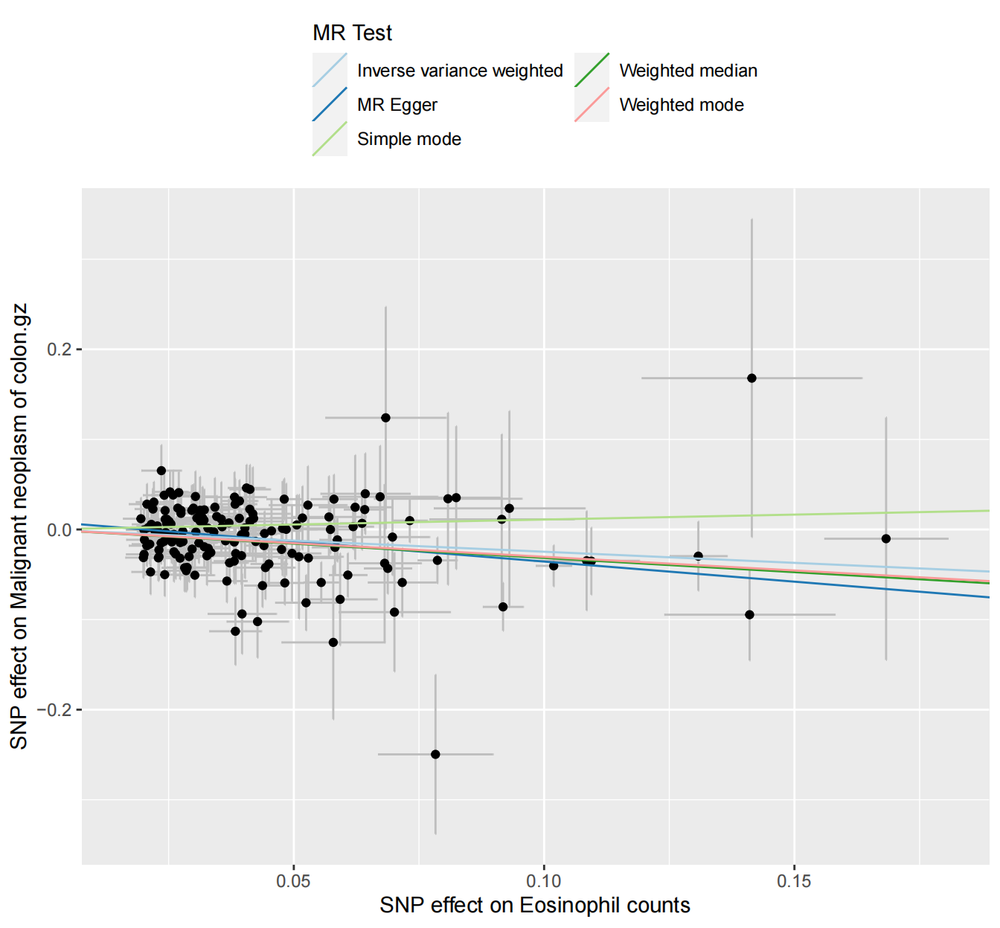 MR Test
Inverse variance weighted
Weighted median
MR Egger
Weighted mode
Simple mode
SNP effect on Malignant neoplasm of colon.gz
0.2
0.0
−0.2
0.05
0.10
0.15
SNP effect on Eosinophil counts